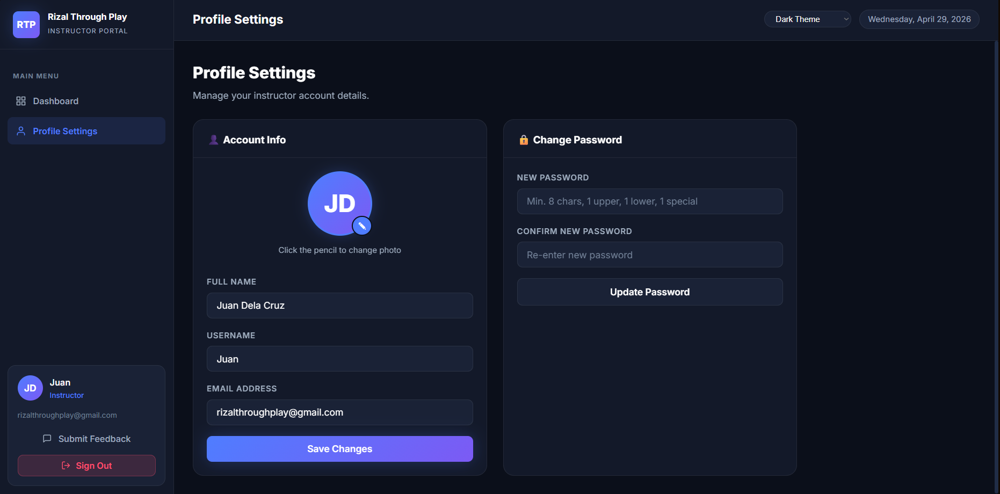 RTP
Rizal Through Play
INSTRUCTOR PORTAL
MAIN MENU
Dashboard
Profile Settings
JD
Juan
Instructor
rizalthroughplay@gmail.com
Submit Feedback
Sign Out
Profile Settings
Dark Theme
Wednesday, April 29, 2026
Profile Settings
Manage your instructor account details.
Account Info
JD
Click the pencil to change photo
FULL NAME
Juan Dela Cruz
USERNAME
Juan
EMAIL ADDRESS
rizalthroughplay@gmail.com
Save Changes
Change Password
NEW PASSWORD
Min. 8 chars, 1 upper, 1 lower, 1 special
CONFIRM NEW PASSWORD
Re-enter new password
Update Password